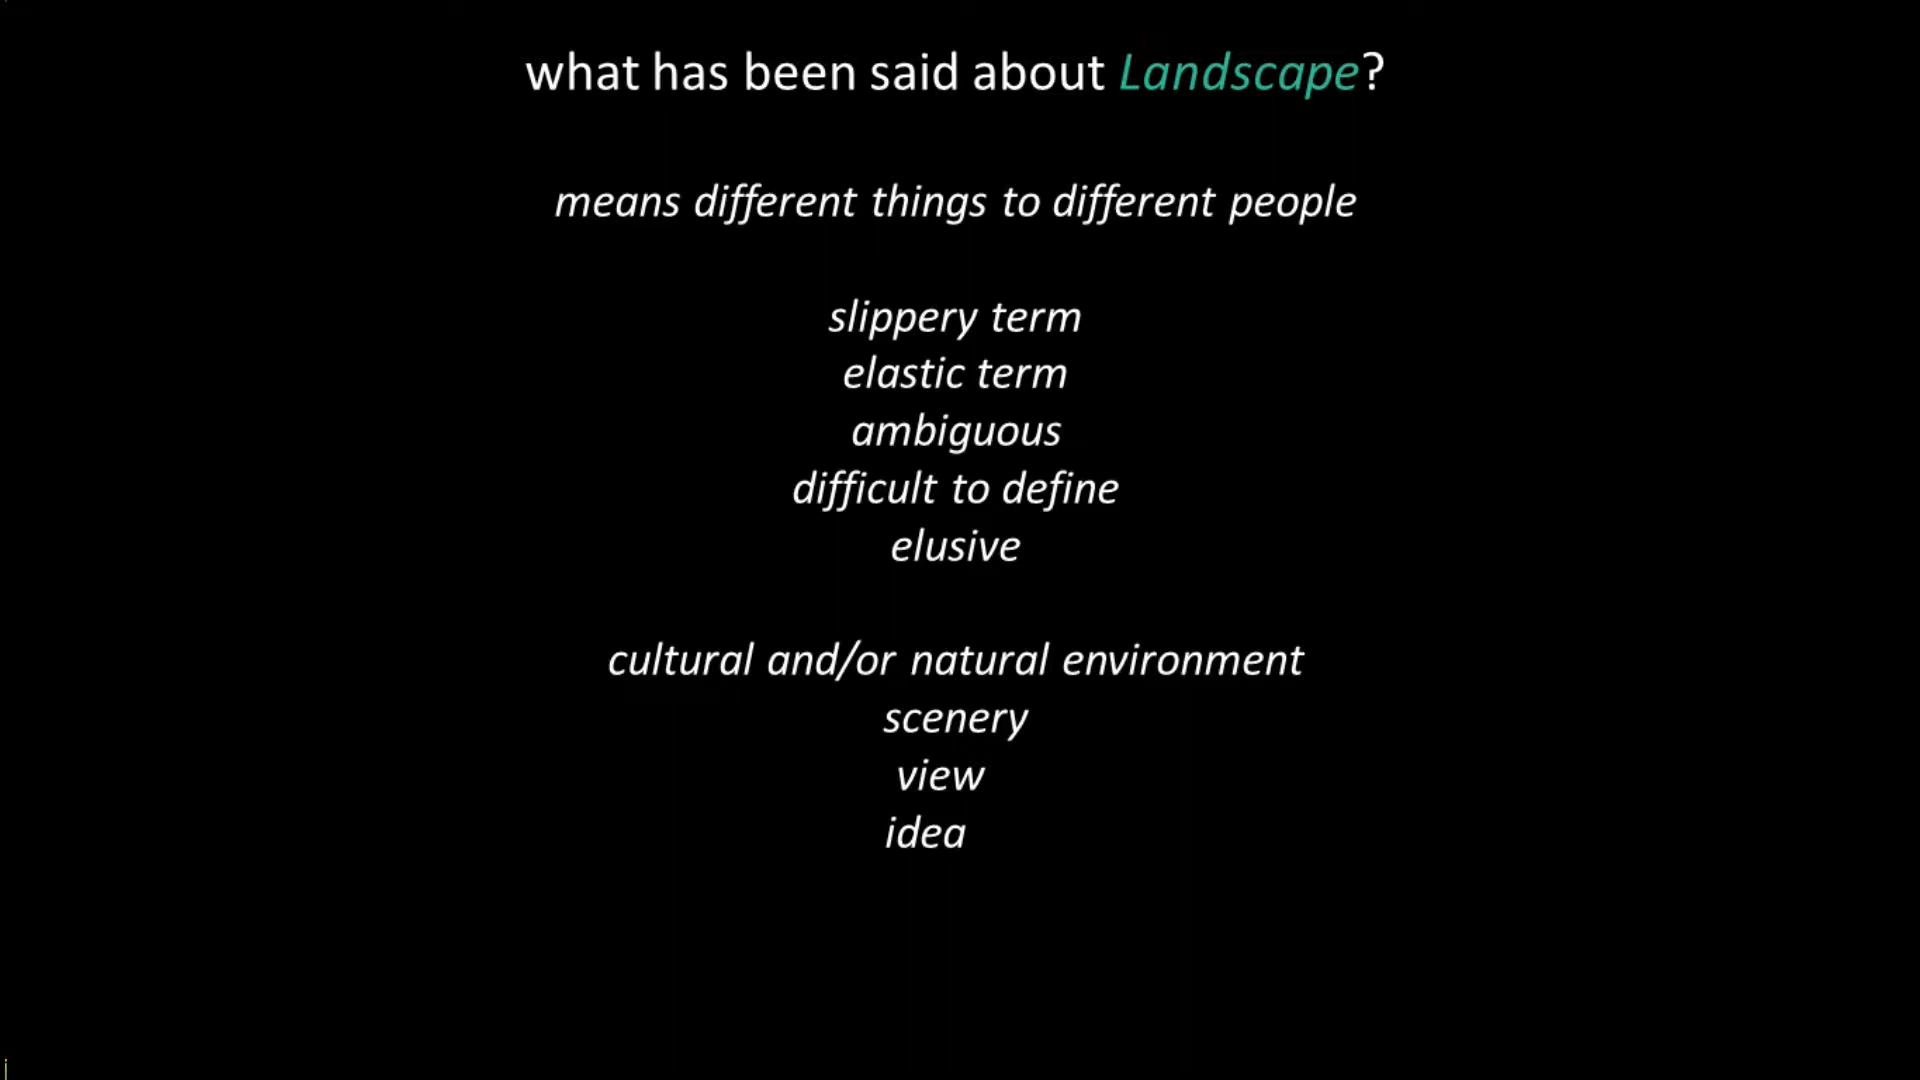 what has been said about Landscape?
means different things to different people
slippery term
elastic term
ambiguous
difficult to define
elusive
cultural and/or natural environment
scenery
view
idea